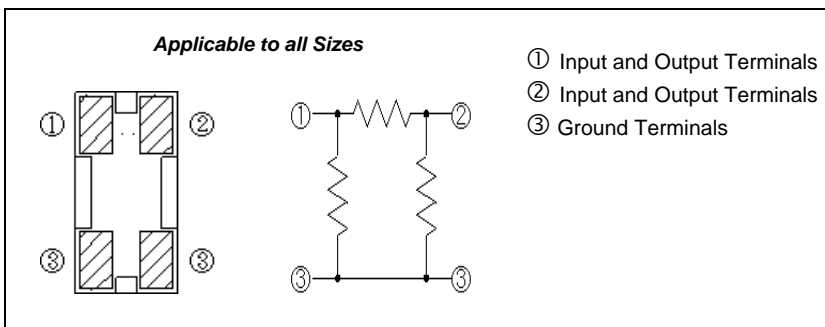 Applicable to all Sizes
① Input and Output Terminals
② Input and Output Terminals
③ Ground Terminals
① ②
③ ③
① ②
③ ③